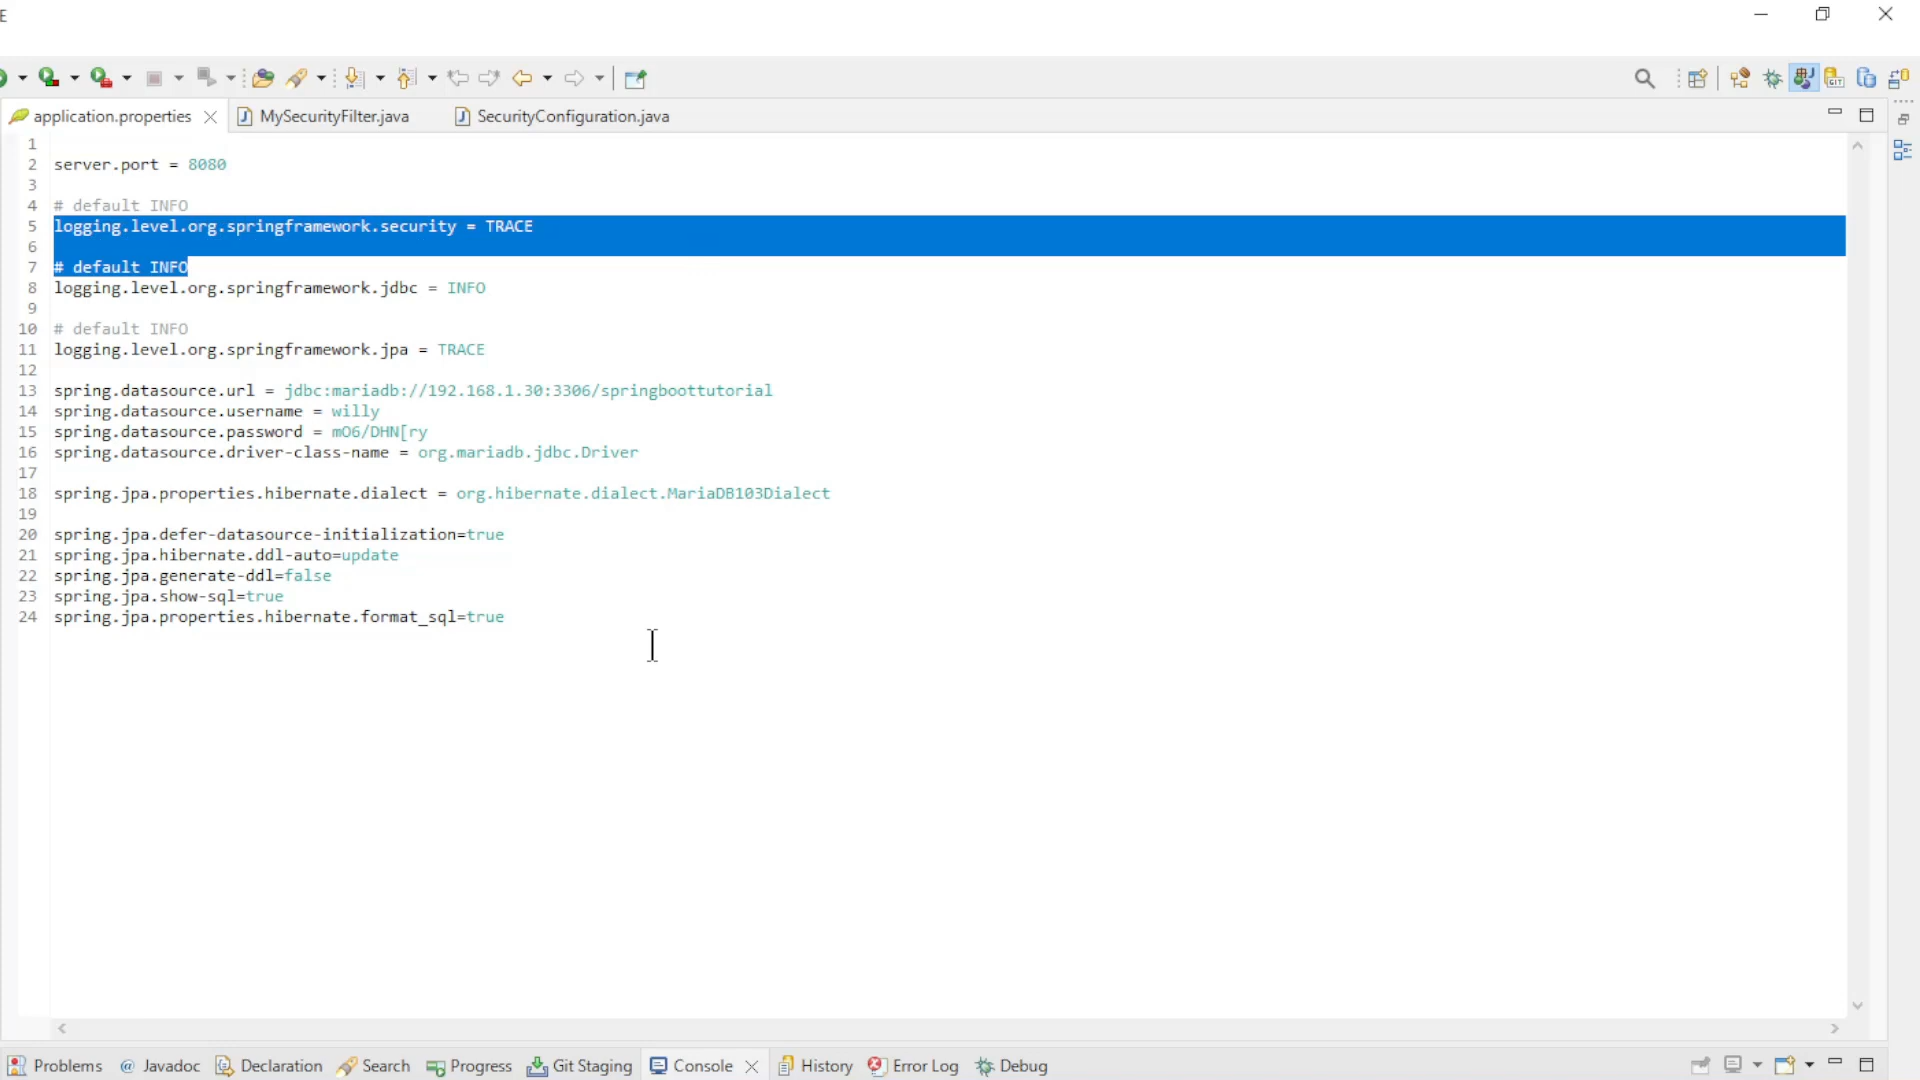 E
application.properties
MySecurityFilter.java
SecurityConfiguration.java
1
2 server.port = 8080
3
4 # default INFO
5 logging.level.org.springframework.security = TRACE
6
7 # default INFO
8 logging.level.org.springframework.jdbc = INFO
9
10 # default INFO
11 logging.level.org.springframework.jpa = TRACE
12
13 spring.datasource.url = jdbc:mariadb://192.168.1.30:3306/springboottutorial
14 spring.datasource.username = willy
15 spring.datasource.password = mO6/DHN[ry
16 spring.datasource.driver-class-name = org.mariadb.jdbc.Driver
17
18 spring.jpa.properties.hibernate.dialect = org.hibernate.dialect.MariaDB103Dialect
19
20 spring.jpa.defer-datasource-initialization=true
21 spring.jpa.hibernate.ddl-auto=update
22 spring.jpa.generate-ddl=false
23 spring.jpa.show-sql=true
24 spring.jpa.properties.hibernate.format_sql=true
Problems @ Javadoc Declaration Search Progress Git Staging Console History Error Log Debug